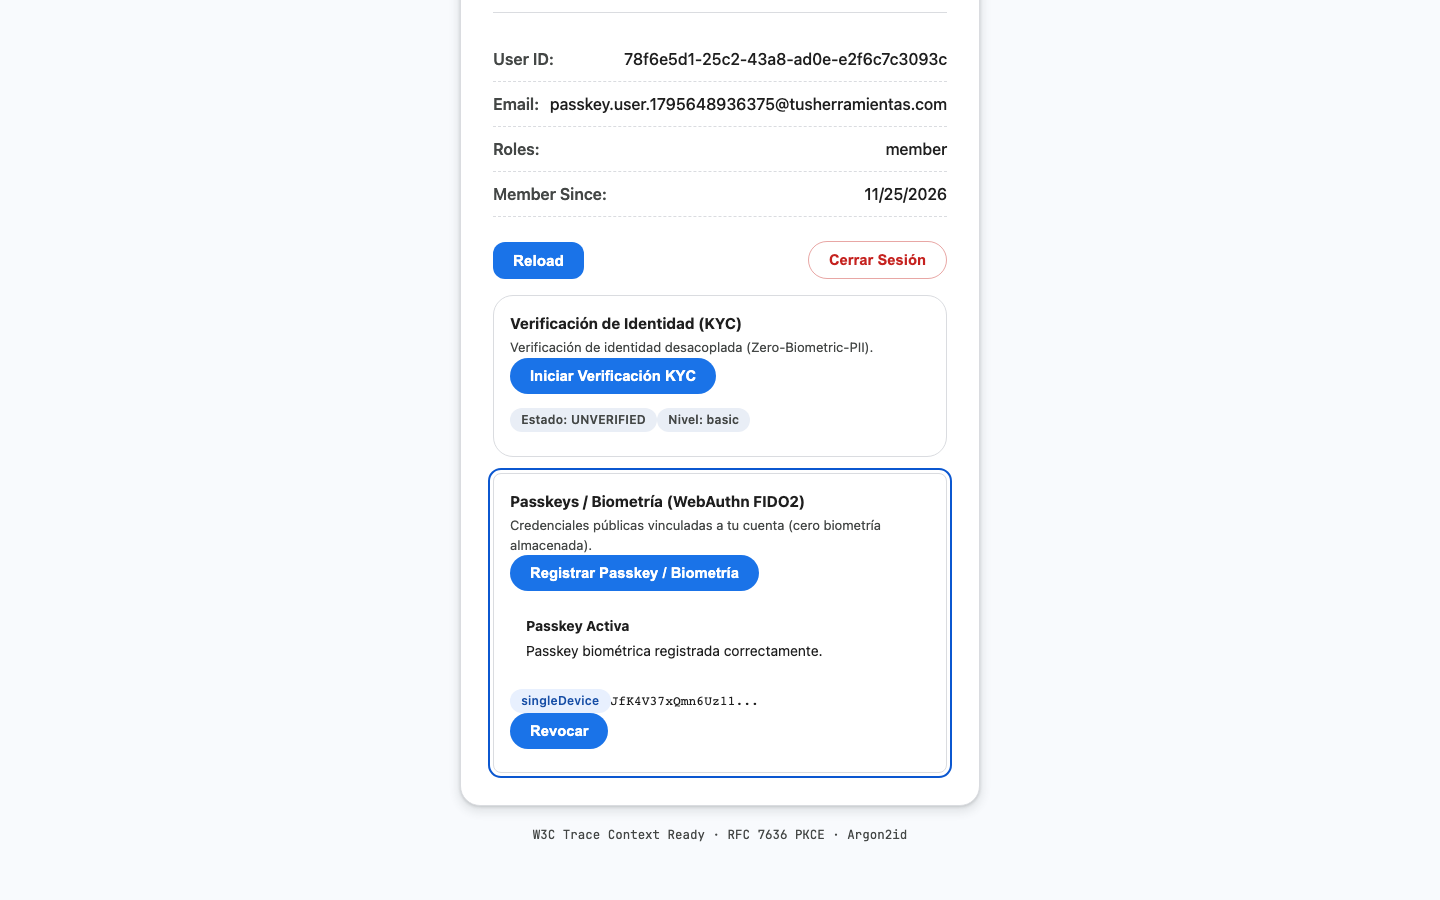 User ID: 78f6e5d1-25c2-43a8-ad0e-e2f6c7c3093c
Email: passkey.user.1795648936375@tusherramientas.com
Roles: member
Member Since: 11/25/2026
Reload Cerrar Sesión
Verificación de Identidad (KYC)
Verificación de identidad desacoplada (Zero-Biometric-PII).
Iniciar Verificación KYC
Estado: UNVERIFIED Nivel: basic
Passkeys / Biometría (WebAuthn FIDO2)
Credenciales públicas vinculadas a tu cuenta (cero biometría
almacenada).
Registrar Passkey / Biometría
Passkey Activa
Passkey biométrica registrada correctamente.
singleDevice JfK4V37xQmn6Uz11...
Revocar
W3C Trace Context Ready · RFC 7636 PKCE · Argon2id